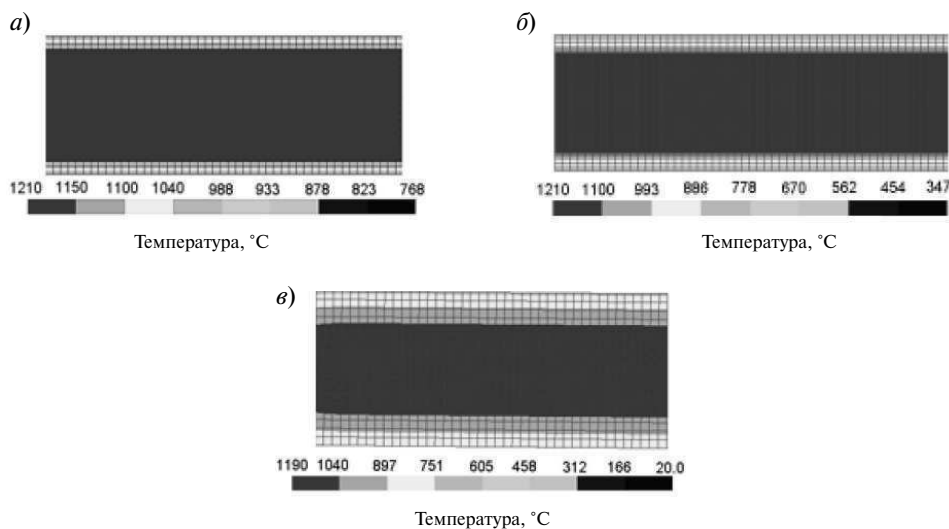 а)
1210 1150 1100 1040 988 933 878 823 768
Температура, °C
б)
1210 1100 993 886 778 670 562 454 347
Температура, °C
в)
1190 1040 897 751 605 458 312 166 20.0
Температура, °C